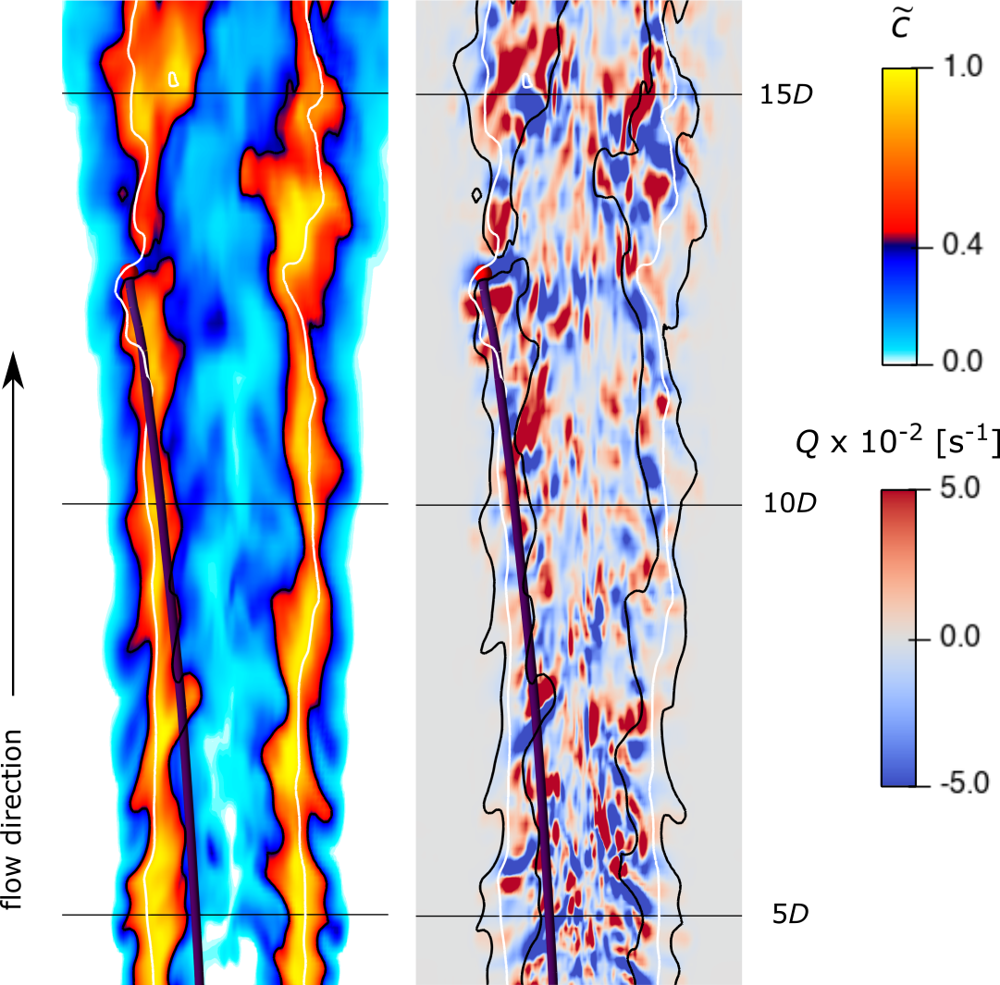 c̃
1.0
0.4
0.0
15D
Q x 10⁻² [s⁻¹]
5.0
10D
0.0
-5.0
flow direction
5D